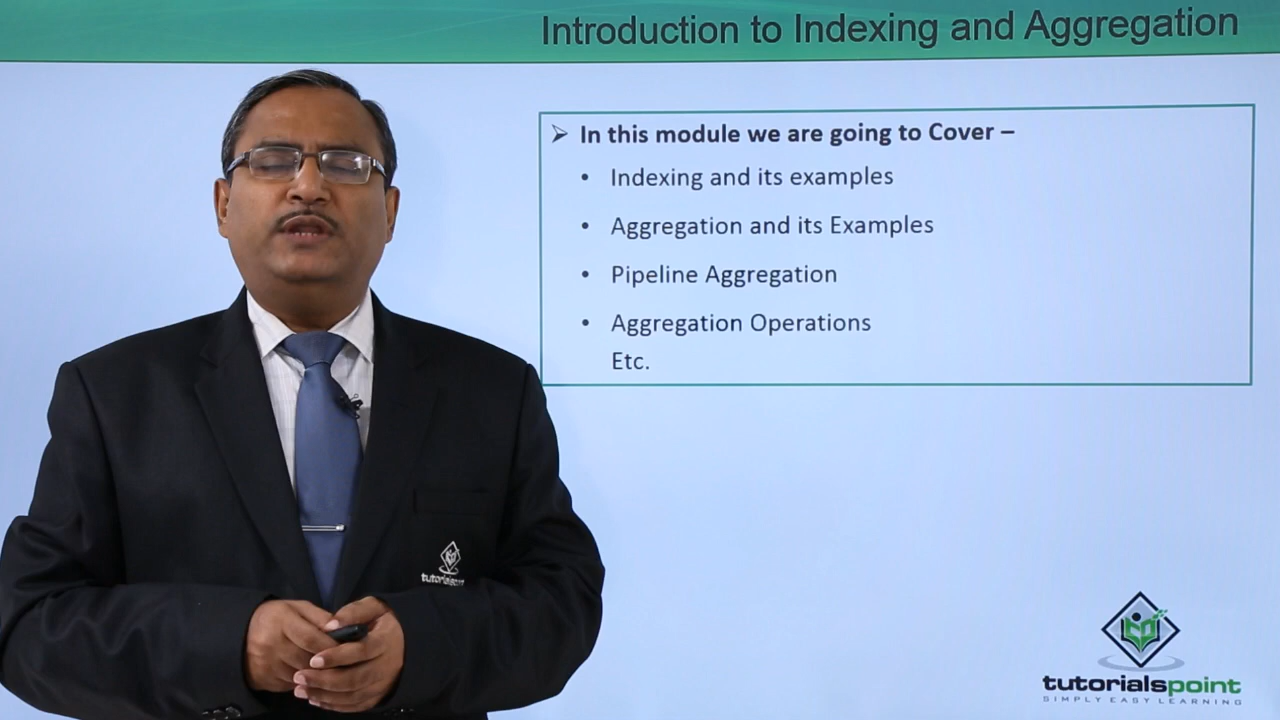 Introduction to Indexing and Aggregation
➢ In this module we are going to Cover –
• Indexing and its examples
• Aggregation and its Examples
• Pipeline Aggregation
• Aggregation Operations
Etc.
tutorialspoint
tutorialspoint
SIMPLY EASY LEARNING